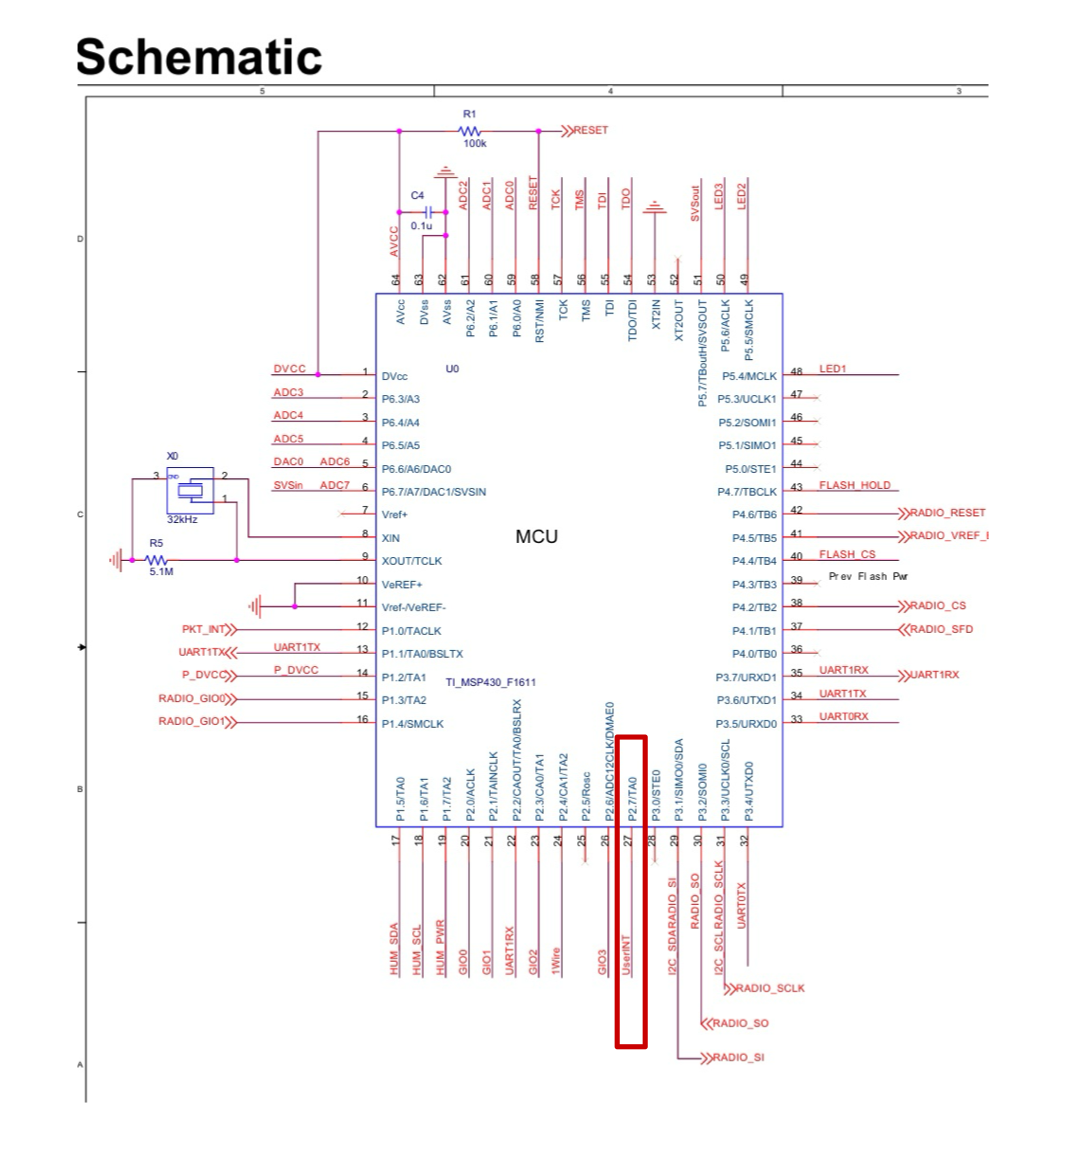 Schematic
5 4 3
R1
100k
RESET
C4
0.1u
AVCC
ADC2
ADC1
ADC0
RESET
TCK
TMS
TDI
TDO
SVSout
LED3
LED2
D
64 63 62 61 60 59 58 57 56 55 54 53 52 51 50 49
AVcc
DVss
AVss
P6.2/A2
P6.1/A1
P6.0/A0
RST/NMI
TCK
TMS
TDI
TDO/TDI
XT2IN
XT2OUT
P5.7/TBoutH/SVSOUT
P5.6/ACLK
P5.5/SMCLK
U0
DVCC 1 DVcc
ADC3 2 P6.3/A3
ADC4 3 P6.4/A4
ADC5 4 P6.5/A5
DAC0 ADC6 5 P6.6/A6/DAC0
SVSin ADC7 6 P6.7/A7/DAC1/SVSIN
7 Vref+
8 XIN
9 XOUT/TCLK
10 VeREF+
11 Vref-/VeREF-
PKT_INT 12 P1.0/TACLK
UART1TX UART1TX 13 P1.1/TA0/BSLTX
P_DVCC P_DVCC 14 P1.2/TA1
RADIO_GIO0 15 P1.3/TA2
RADIO_GIO1 16 P1.4/SMCLK
X0
3 GND 2
1
32kHz
R5
5.1M
C
MCU
TI_MSP430_F1611
P5.4/MCLK 48 LED1
P5.3/UCLK1 47
P5.2/SOMI1 46
P5.1/SIMO1 45
P5.0/STE1 44
P4.7/TBCLK 43 FLASH_HOLD
P4.6/TB6 42 RADIO_RESET
P4.5/TB5 41 RADIO_VREF_
P4.4/TB4 40 FLASH_CS
P4.3/TB3 39 Prev Flash Pwr
P4.2/TB2 38 RADIO_CS
P4.1/TB1 37 RADIO_SFD
P4.0/TB0 36
P3.7/URXD1 35 UART1RX UART1RX
P3.6/UTXD1 34 UART1TX
P3.5/URXD0 33 UART0RX
B
P1.5/TA0
P1.6/TA1
P1.7/TA2
P2.0/ACLK
P2.1/TAINCLK
P2.2/CAOUT/TA0/BSLRX
P2.3/CA0/TA1
P2.4/CA1/TA2
P2.5/Rosc
P2.6/ADC12CLK/DMAE0
P2.7/TA0
P3.0/STE0
P3.1/SIMO0/SDA
P3.2/SOMI0
P3.3/UCLK0/SCL
P3.4/UTXD0
17 18 19 20 21 22 23 24 25 26 27 28 29 30 31 32
HUM_SDA
HUM_SCL
HUM_PWR
GIO0
GIO1
UART1RX
GIO2
1Wire
GIO3
UserINT
I2C_SDA RADIO_SI
RADIO_SO
I2C_SCL RADIO_SCLK
UART0TX
RADIO_SCLK
RADIO_SO
RADIO_SI
A